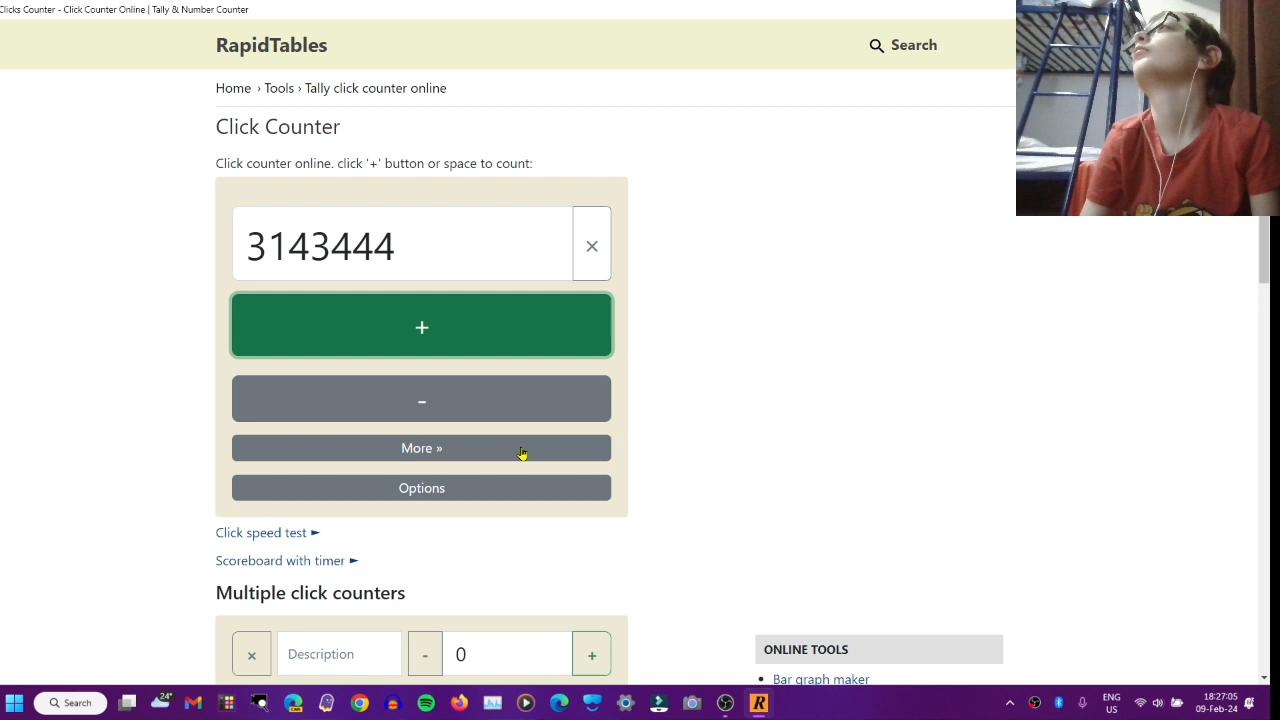 Clicks Counter - Click Counter Online | Tally & Number Counter
RapidTables
Search
Home › Tools › Tally click counter online
Click Counter
Click counter online. click '+' button or space to count:
3143444
×
+
-
More »
Options
Click speed test ►
Scoreboard with timer ►
Multiple click counters
× Description - 0 +
ONLINE TOOLS
• Bar graph maker
Search
24°
ENG
US
18:27:05
09-Feb-24